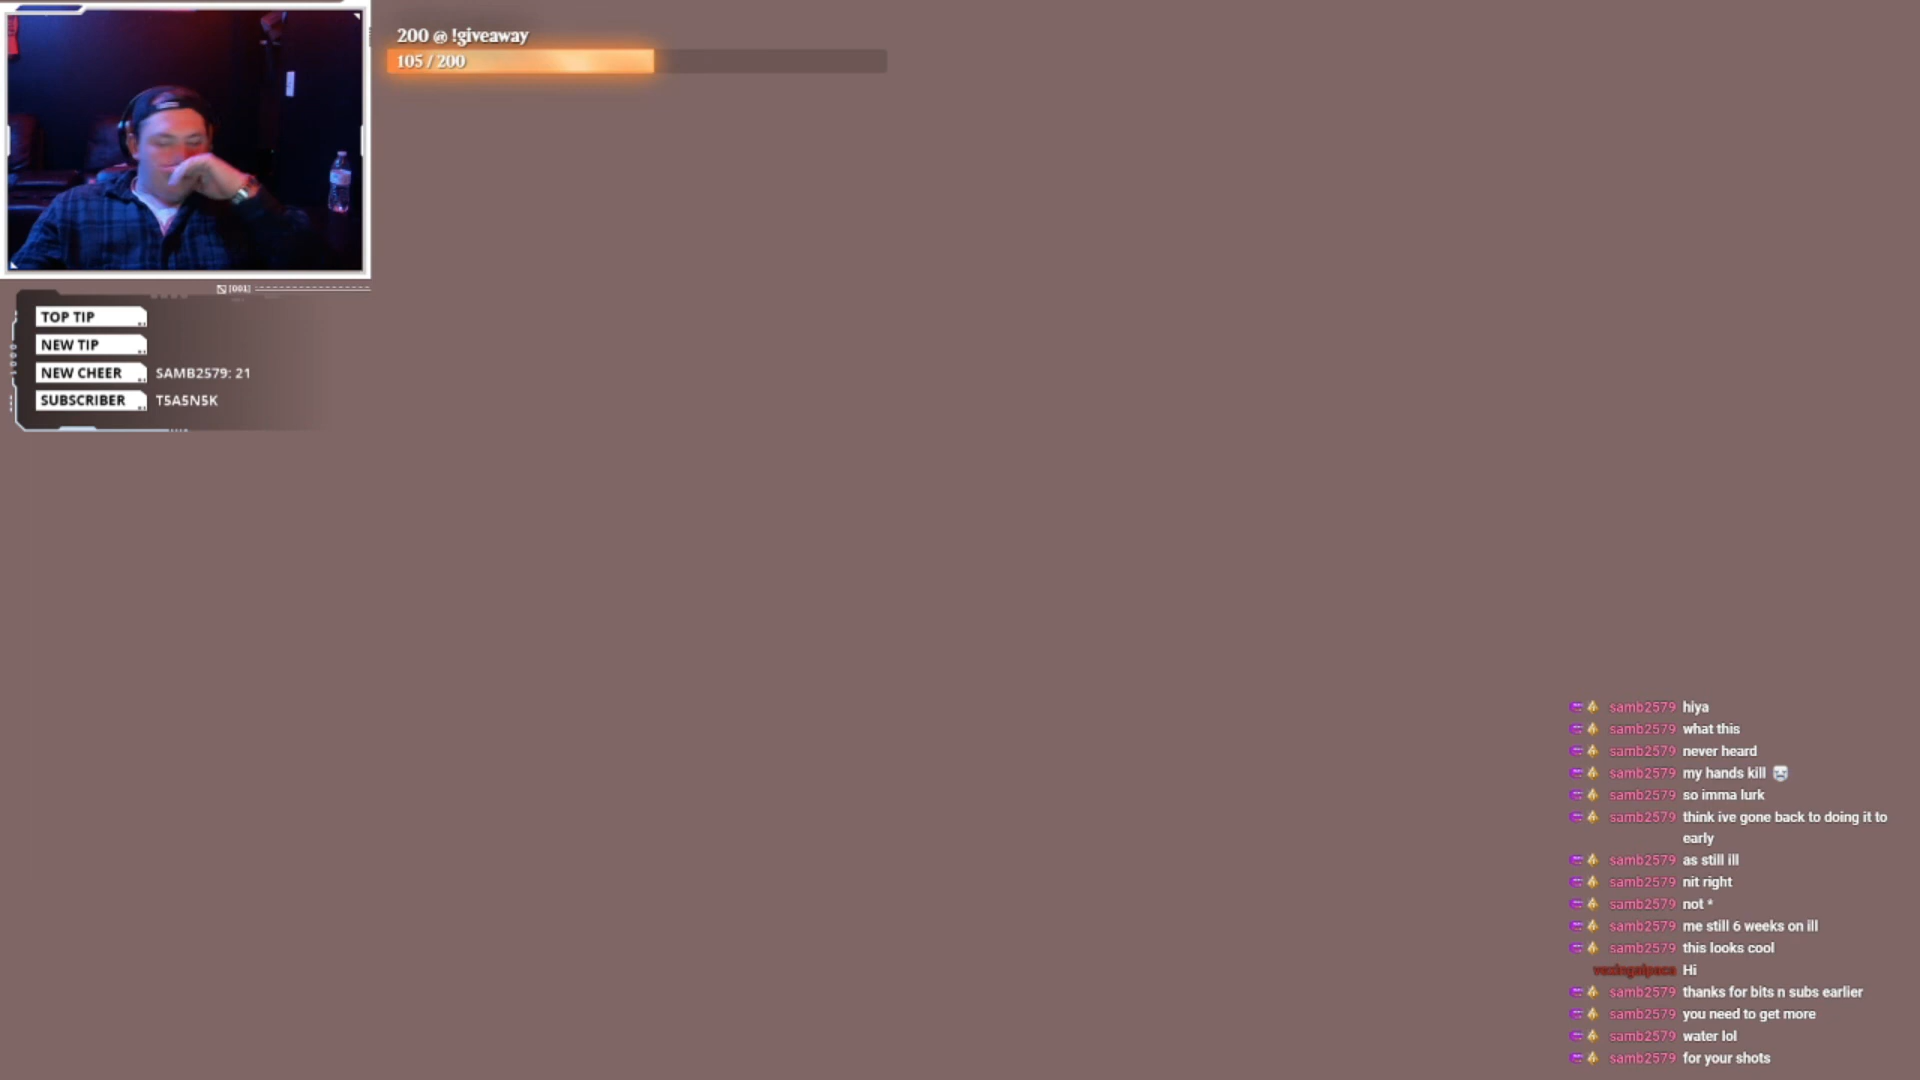 200 @ !giveaway
105 / 200
[001]
TOP TIP
NEW TIP
NEW CHEER SAMB2579: 21
SUBSCRIBER T5A5N5K
samb2579 hiya
samb2579 what this
samb2579 never heard
samb2579 my hands kill
samb2579 so imma lurk
samb2579 think ive gone back to doing it to
early
samb2579 as still ill
samb2579 nit right
samb2579 not *
samb2579 me still 6 weeks on ill
samb2579 this looks cool
vexingalpaca Hi
samb2579 thanks for bits n subs earlier
samb2579 you need to get more
samb2579 water lol
samb2579 for your shots